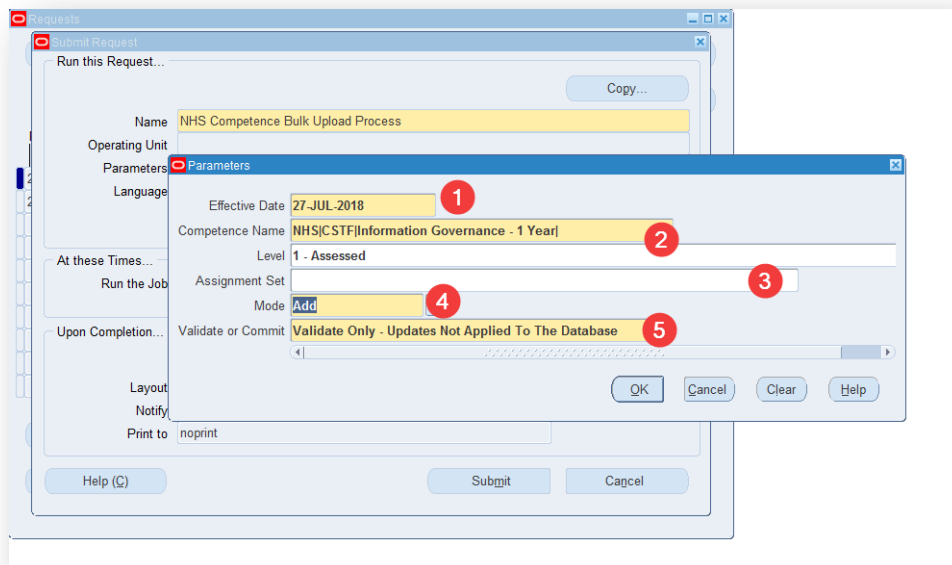 Requests
Submit Request
Run this Request...
Copy...
Name NHS Competence Bulk Upload Process
Operating Unit
Parameters
Language
Parameters
Effective Date 27-JUL-2018 1
Competence Name NHS|CSTF|Information Governance - 1 Year| 2
Level 1 - Assessed
Assignment Set 3
Mode Add 4
Validate or Commit Validate Only - Updates Not Applied To The Database 5
OK Cancel Clear Help
At these Times...
Run the Job
Upon Completion...
Layout
Notify
Print to noprint
Help (C) Submit Cancel